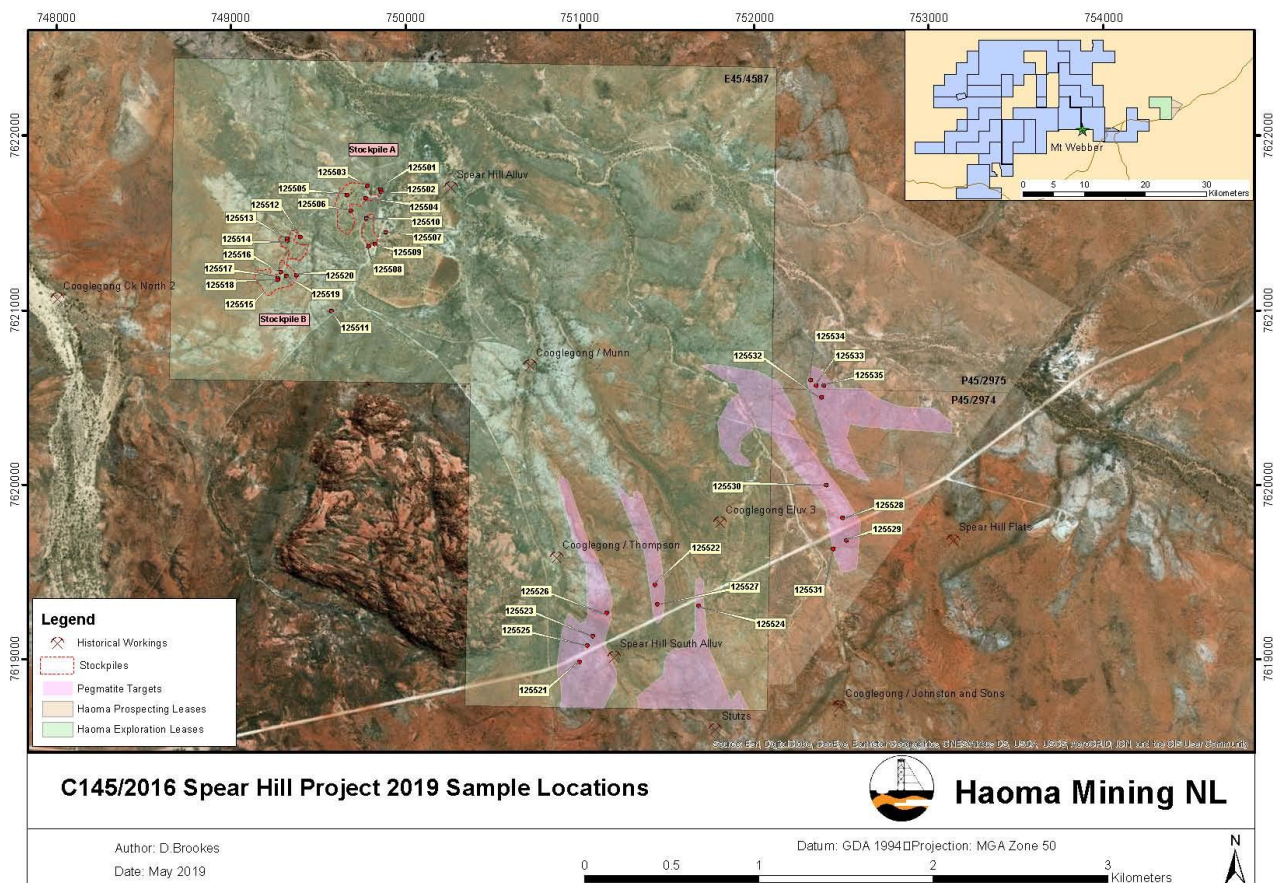 748000
749000
750000
751000
752000
753000
754000
7622000
7621000
7620000
7619000
7622000
7621000
7620000
7619000
E45/4587
Mt Webber
0 5 10 20 30
Kilometers
Stockpile A
125503
125501
125505
125502
125506
125504
125512
125510
125513
125507
125514
125509
125516
125508
125517
125520
125518
125519
125515
Stockpile B
125511
Spear Hill Alluv
Cooglegong Ck North 2
Cooglegong / Munn
125534
125532
125533
125535
P45/2975
P45/2974
125530
125528
Cooglegong Eluv 3
125529
Spear Hill Flats
Cooglegong / Thompson
125522
125531
125526
125527
125523
125524
125525
Spear Hill South Alluv
125521
Cooglegong / Johnston and Sons
Stutzs
Legend
Historical Workings
Stockpiles
Pegmatite Targets
Haoma Prospecting Leases
Haoma Exploration Leases
C145/2016 Spear Hill Project 2019 Sample Locations
Haoma Mining NL
Author: D.Brookes
Date: May 2019
Datum: GDA 1994 Projection: MGA Zone 50
0 0.5 1 2 3
Kilometers
N